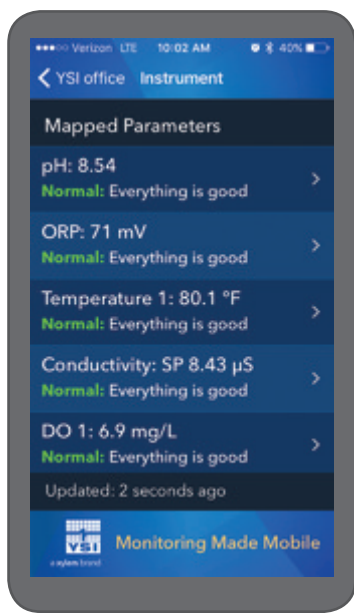 Verizon LTE 10:02 AM 40%
YSI office Instrument
Mapped Parameters
pH: 8.54
Normal: Everything is good
ORP: 71 mV
Normal: Everything is good
Temperature 1: 80.1 °F
Normal: Everything is good
Conductivity: SP 8.43 µS
Normal: Everything is good
DO 1: 6.9 mg/L
Normal: Everything is good
Updated: 2 seconds ago
YSI
a xylem brand
Monitoring Made Mobile